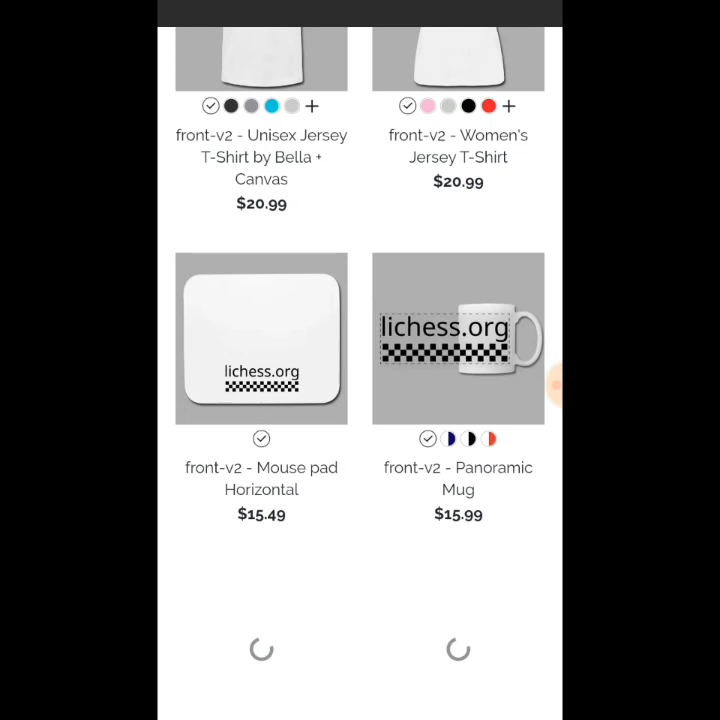 front-v2 - Unisex Jersey
T-Shirt by Bella +
Canvas
$20.99
front-v2 - Women's
Jersey T-Shirt
$20.99
lichess.org
front-v2 - Mouse pad
Horizontal
$15.49
lichess.org
front-v2 - Panoramic
Mug
$15.99